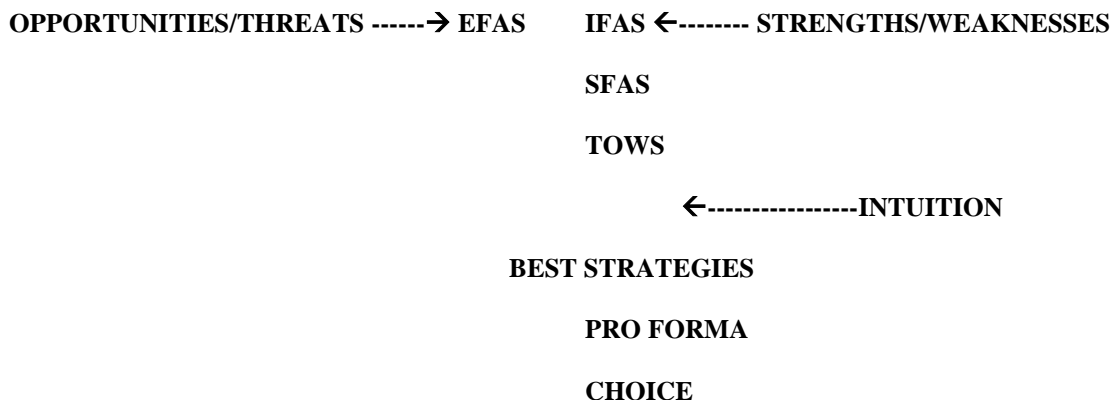 OPPORTUNITIES/THREATS ------→ EFAS IFAS ←-------- STRENGTHS/WEAKNESSES
SFAS
TOWS
←-----------------INTUITION
BEST STRATEGIES
PRO FORMA
CHOICE